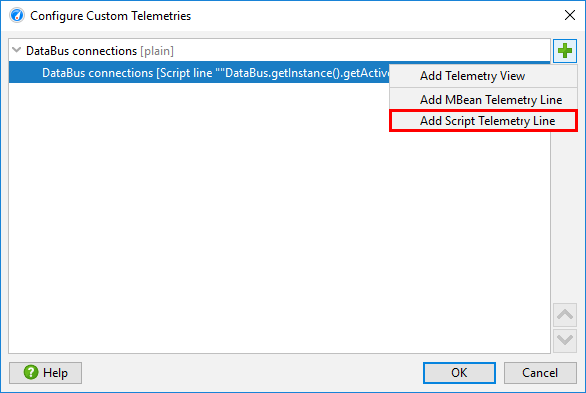 Configure Custom Telemetries
DataBus connections [plain]
DataBus connections [Script line ""DataBus.getInstance().getActive
Add Telemetry View
Add MBean Telemetry Line
Add Script Telemetry Line
Help
OK
Cancel